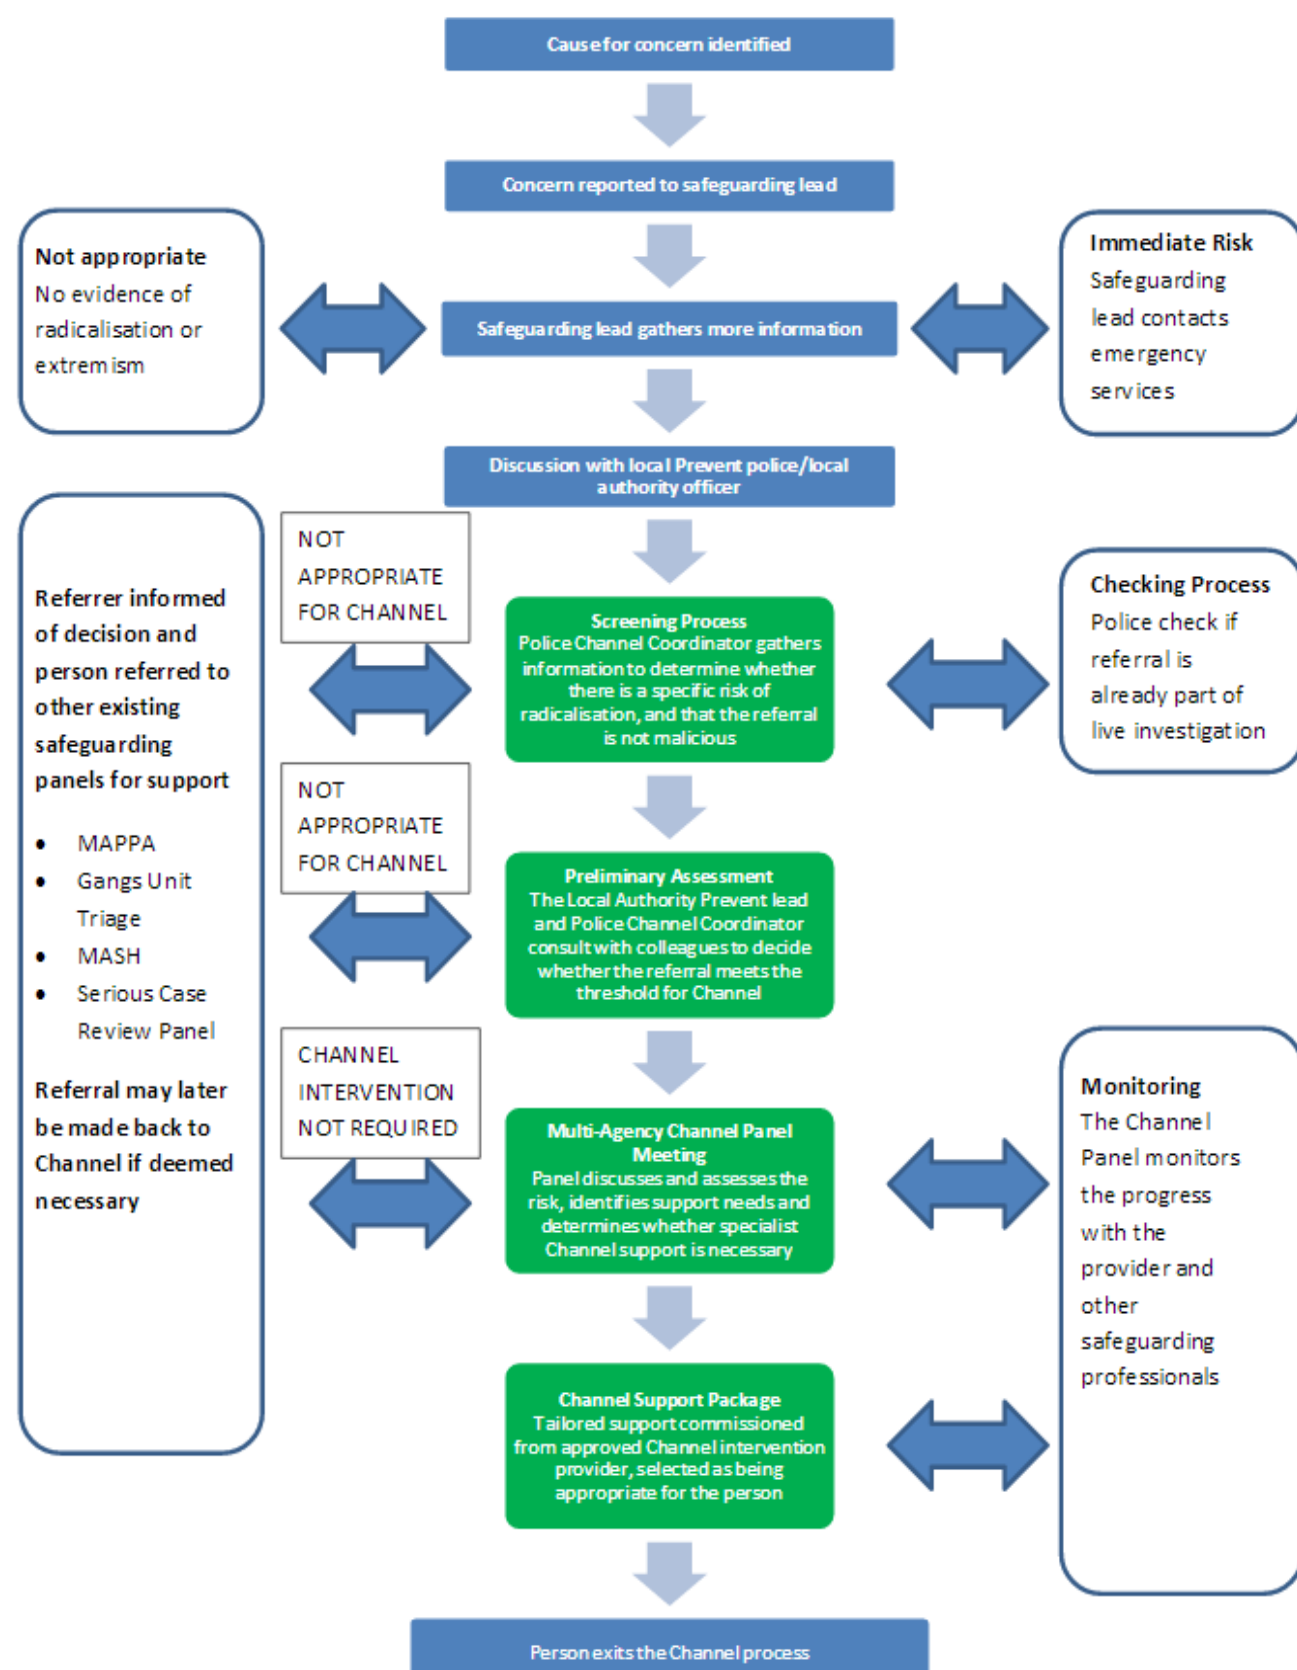 Cause for concern identified
Concern reported to safeguarding lead
Not appropriate
No evidence of
radicalisation or
extremism
Safeguarding lead gathers more information
Immediate Risk
Safeguarding
lead contacts
emergency
services
Discussion with local Prevent police/local
authority officer
Referrer informed
of decision and
person referred to
other existing
safeguarding
panels for support
• MAPPA
• Gangs Unit
Triage
• MASH
• Serious Case
Review Panel
Referral may later
be made back to
Channel if deemed
necessary
NOT
APPROPRIATE
FOR CHANNEL
Screening Process
Police Channel Coordinator gathers
information to determine whether
there is a specific risk of
radicalisation, and that the referral
is not malicious
Checking Process
Police check if
referral is
already part of
live investigation
NOT
APPROPRIATE
FOR CHANNEL
Preliminary Assessment
The Local Authority Prevent lead
and Police Channel Coordinator
consult with colleagues to decide
whether the referral meets the
threshold for Channel
CHANNEL
INTERVENTION
NOT REQUIRED
Multi-Agency Channel Panel
Meeting
Panel discusses and assesses the
risk, identifies support needs and
determines whether specialist
Channel support is necessary
Monitoring
The Channel
Panel monitors
the progress
with the
provider and
other
safeguarding
professionals
Channel Support Package
Tailored support commissioned
from approved Channel intervention
provider, selected as being
appropriate for the person
Person exits the Channel process